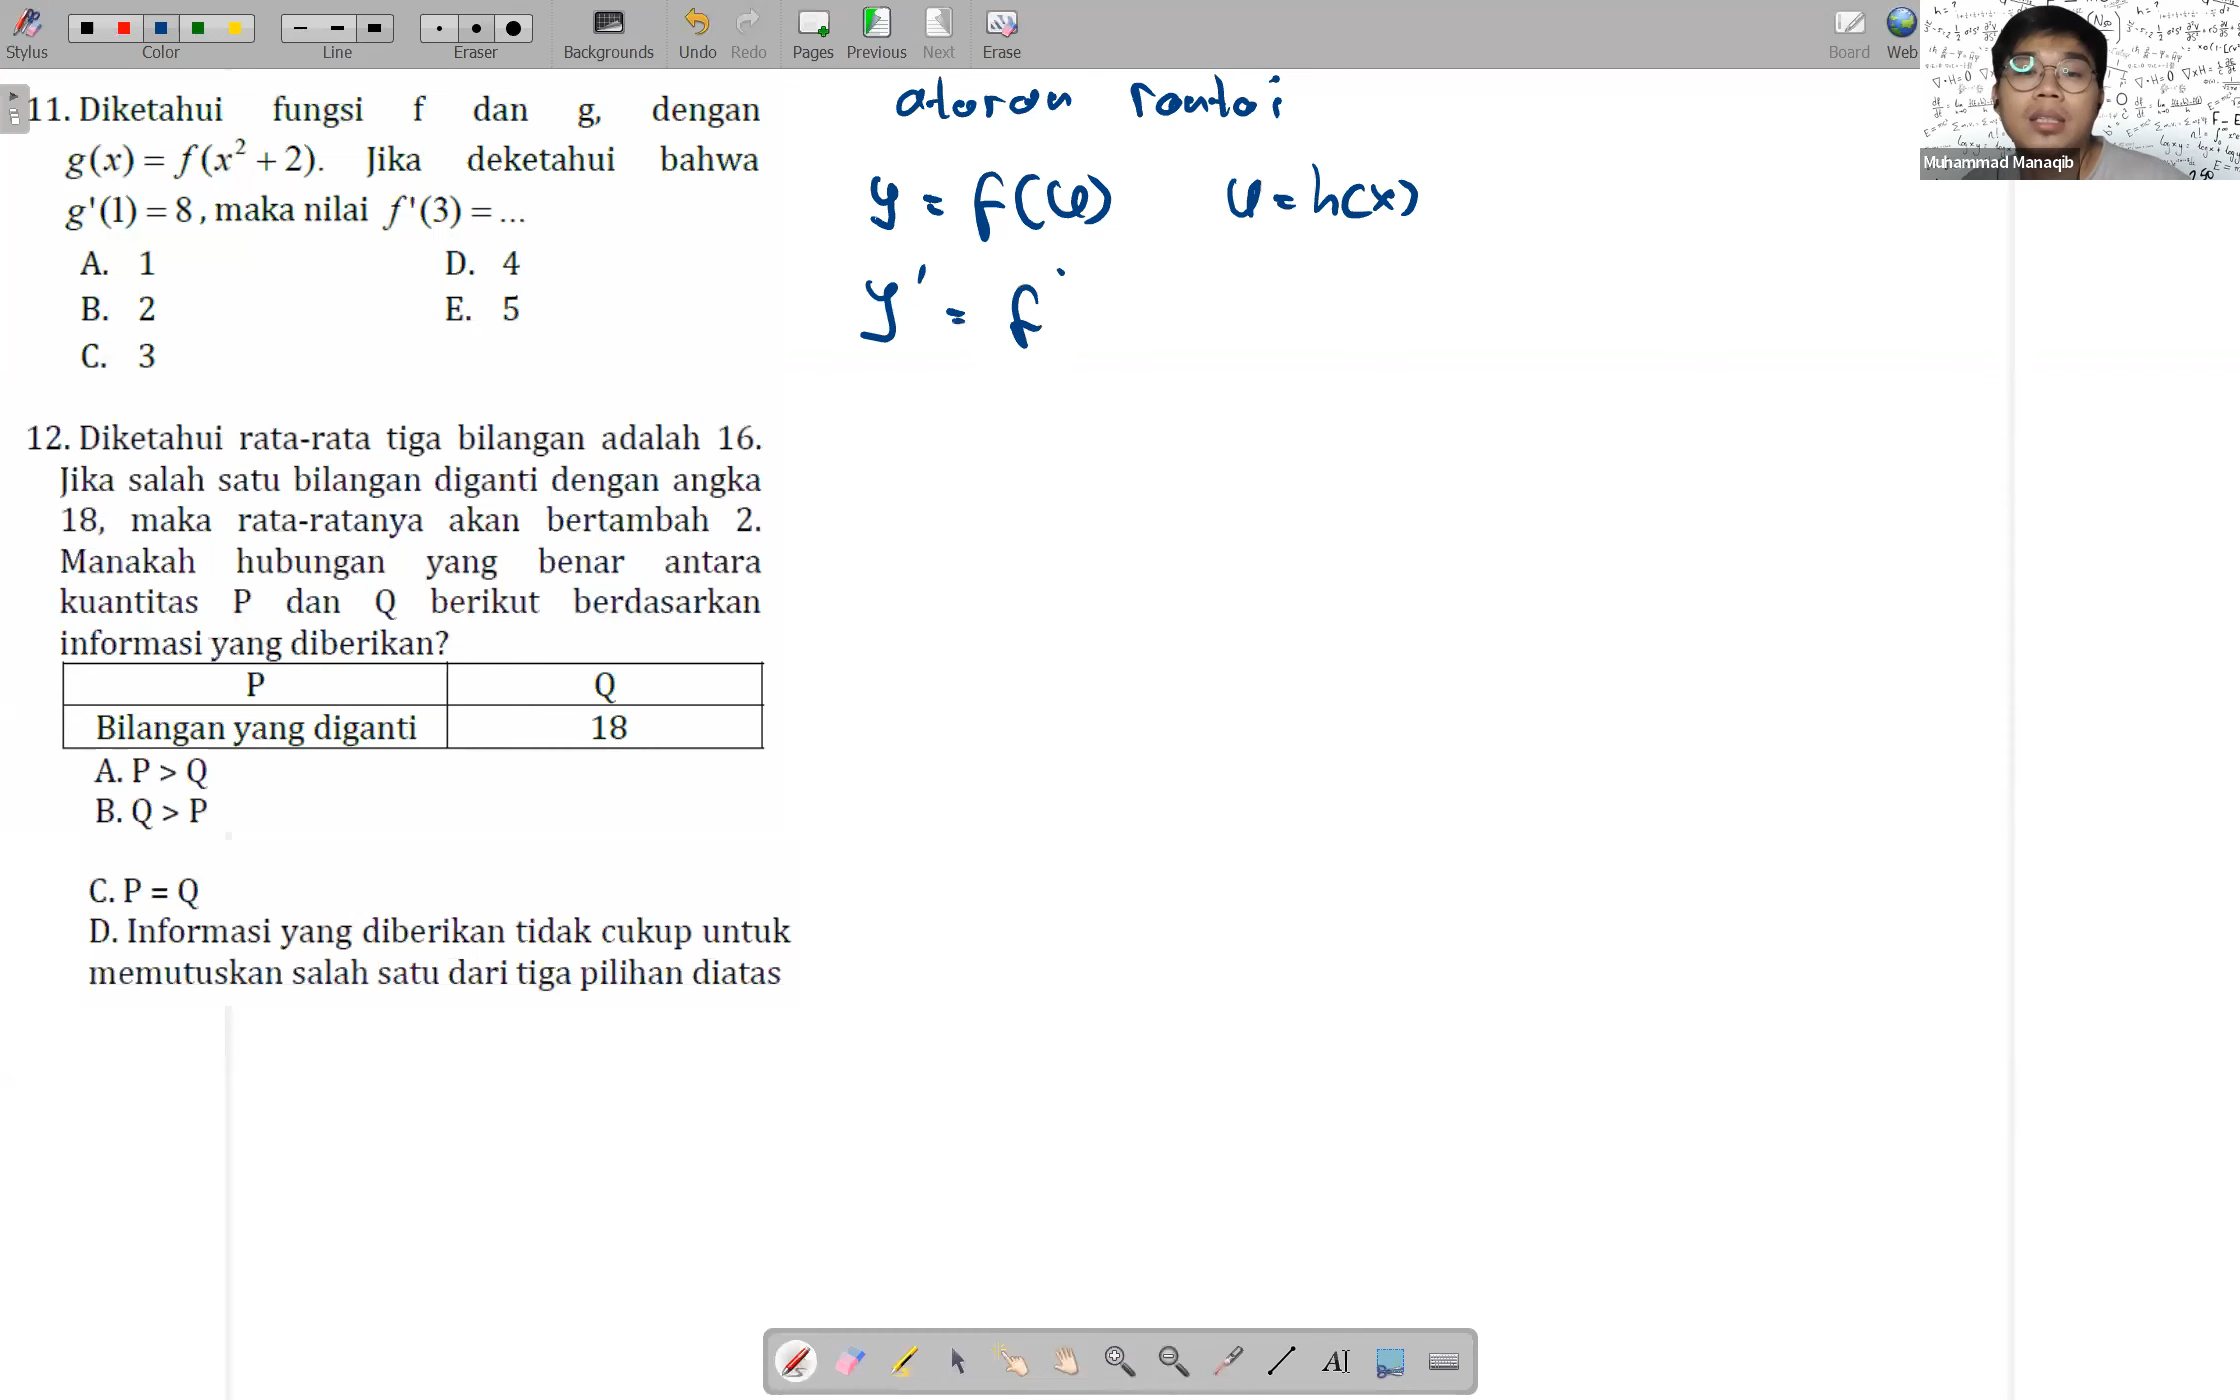 Stylus
Color
Line
Eraser
Backgrounds
Undo
Redo
Pages
Previous
Next
Erase
Board
Web
Muhammad Manaqib
11. Diketahui fungsi f dan g, dengan
g(x) = f(x² + 2). Jika deketahui bahwa
g'(1) = 8, maka nilai f'(3) = ...
A. 1 D. 4
B. 2 E. 5
C. 3
12. Diketahui rata-rata tiga bilangan adalah 16.
Jika salah satu bilangan diganti dengan angka
18, maka rata-ratanya akan bertambah 2.
Manakah hubungan yang benar antara
kuantitas P dan Q berikut berdasarkan
informasi yang diberikan?
P Q
Bilangan yang diganti 18
A. P > Q
B. Q > P
C. P = Q
D. Informasi yang diberikan tidak cukup untuk
memutuskan salah satu dari tiga pilihan diatas
aturan rantai
y = f(u) u = h(x)
y' = f'